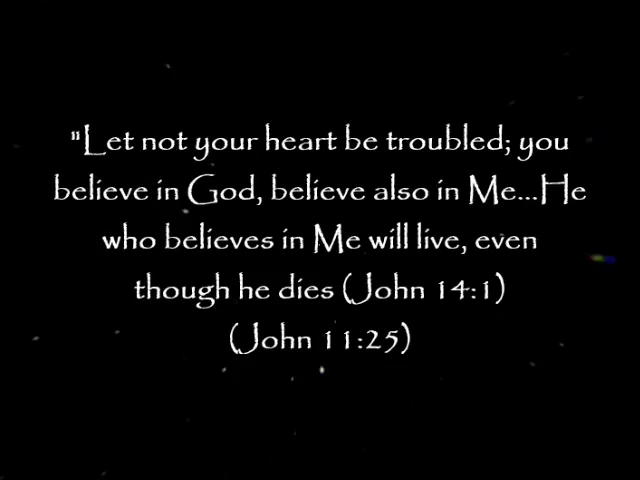 "Let not your heart be troubled; you
believe in God, believe also in Me...He
who believes in Me will live, even
though he dies (John 14:1)
(John 11:25)